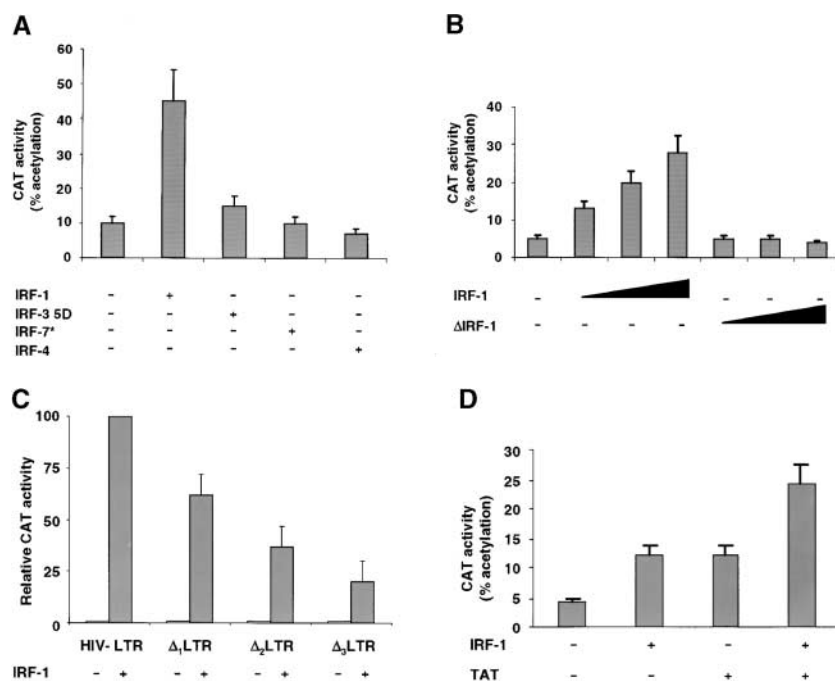 A
60
50
40
30
20
10
0
CAT activity
(% acetylation)
IRF-1 - + - - -
IRF-3 5D - - + - -
IRF-7* - - - + -
IRF-4 - - - - +
B
40
30
20
10
0
CAT activity
(% acetylation)
IRF-1 - - - -
ΔIRF-1 - - - -
C
100
75
50
25
Relative CAT activity
HIV- LTR Δ1LTR Δ2LTR Δ3LTR
IRF-1 - + - + - + - +
D
30
25
20
15
10
5
0
CAT activity
(% acetylation)
IRF-1 - + - +
TAT - - + +